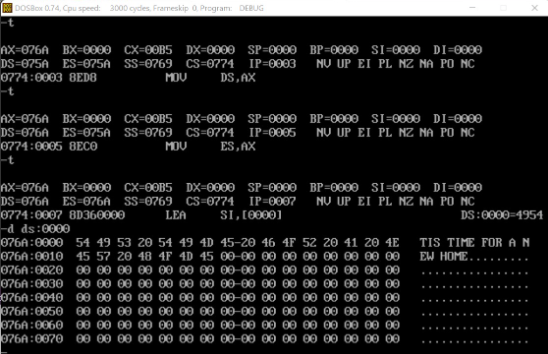 DOSBox 0.74, Cpu speed: 3000 cycles, Frameskip 0, Program: DEBUG
-t
AX=076A BX=0000 CX=00B5 DX=0000 SP=0000 BP=0000 SI=0000 DI=0000
DS=075A ES=075A SS=0769 CS=0774 IP=0003 NV UP EI PL NZ NA PO NC
0774:0003 8ED8 MOV DS,AX
-t
AX=076A BX=0000 CX=00B5 DX=0000 SP=0000 BP=0000 SI=0000 DI=0000
DS=076A ES=075A SS=0769 CS=0774 IP=0005 NV UP EI PL NZ NA PO NC
0774:0005 8EC0 MOV ES,AX
-t
AX=076A BX=0000 CX=00B5 DX=0000 SP=0000 BP=0000 SI=0000 DI=0000
DS=076A ES=076A SS=0769 CS=0774 IP=0007 NV UP EI PL NZ NA PO NC
0774:0007 8D360000 LEA SI,[0000] DS:0000=4954
-d ds:0000
076A:0000 54 49 53 20 54 49 4D 45-20 46 4F 52 20 41 20 4E TIS TIME FOR A N
076A:0010 45 57 20 48 4F 4D 45 00-00 00 00 00 00 00 00 00 EW HOME.........
076A:0020 00 00 00 00 00 00 00 00-00 00 00 00 00 00 00 00 ................
076A:0030 00 00 00 00 00 00 00 00-00 00 00 00 00 00 00 00 ................
076A:0040 00 00 00 00 00 00 00 00-00 00 00 00 00 00 00 00 ................
076A:0050 00 00 00 00 00 00 00 00-00 00 00 00 00 00 00 00 ................
076A:0060 00 00 00 00 00 00 00 00-00 00 00 00 00 00 00 00 ................
076A:0070 00 00 00 00 00 00 00 00-00 00 00 00 00 00 00 00 ................